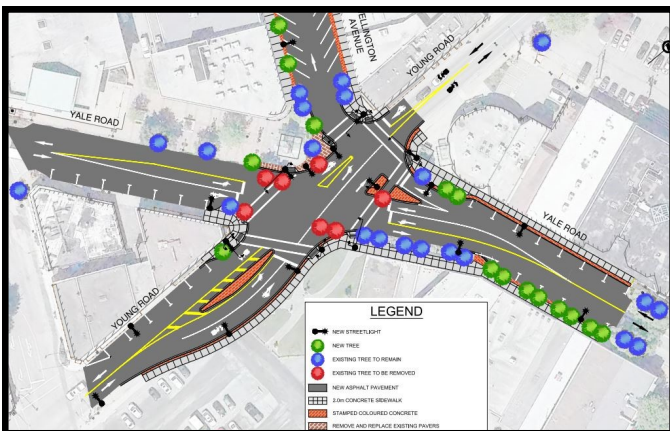 ELLINGTON
AVENUE
YOUNG ROAD
YALE ROAD
YALE ROAD
YOUNG ROAD
LEGEND
NEW STREETLIGHT
NEW TREE
EXISTING TREE TO REMAIN
EXISTING TREE TO BE REMOVED
NEW ASPHALT PAVEMENT
2.0m CONCRETE SIDEWALK
STAMPED COLOURED CONCRETE
REMOVE AND REPLACE EXISTING PAVERS